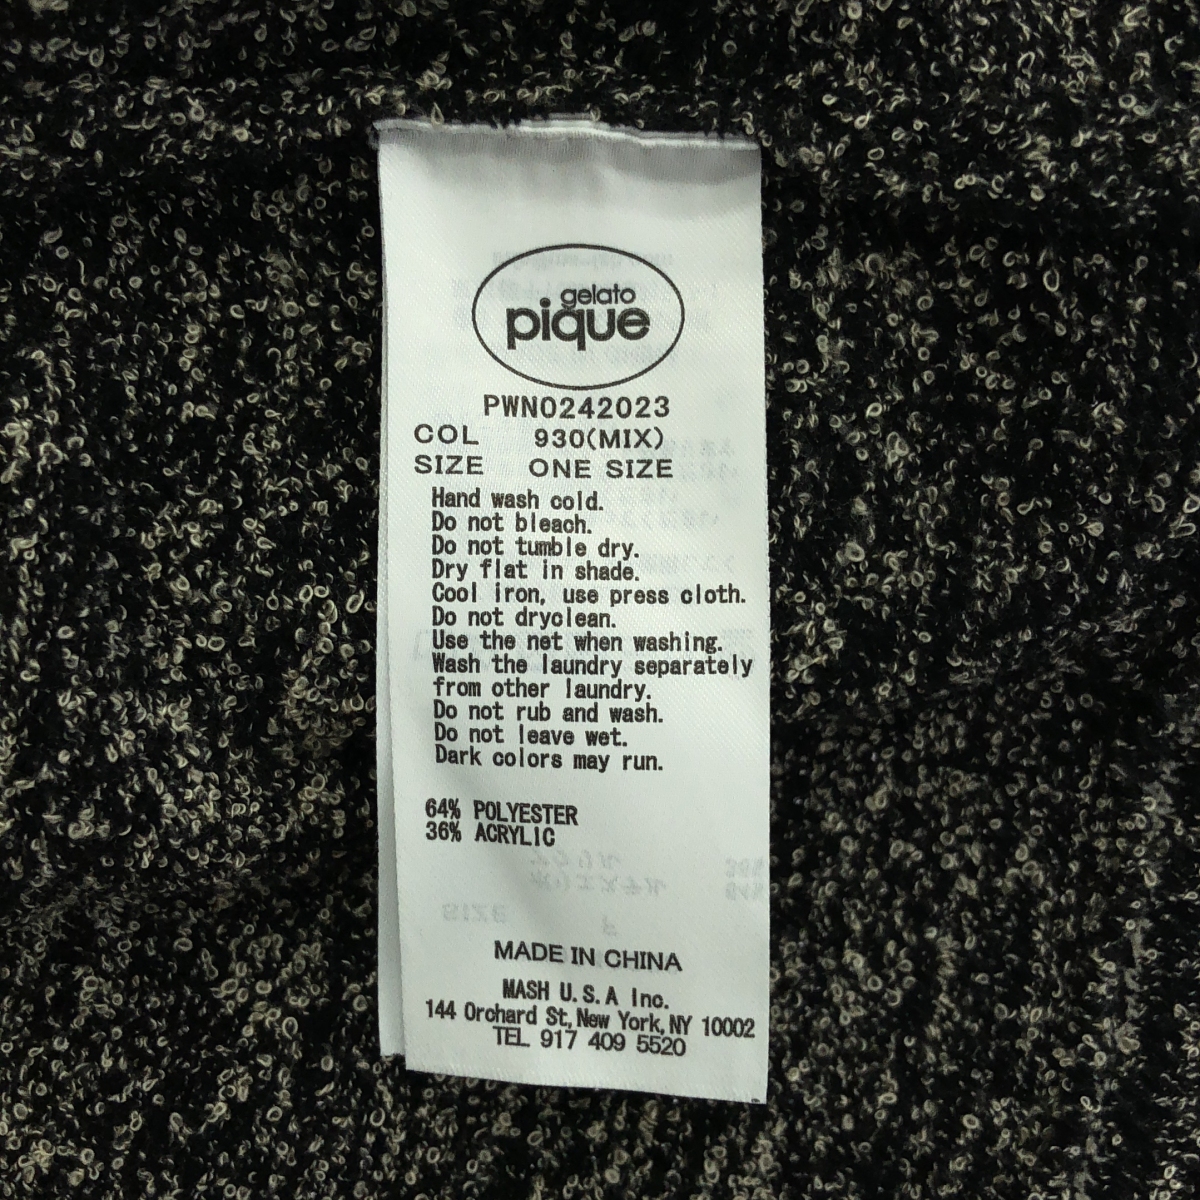 gelato
pique
PWNO242023
COL 930(MIX)
SIZE ONE SIZE
Hand wash cold.
Do not bleach.
Do not tumble dry.
Dry flat in shade.
Cool iron, use press cloth.
Do not dryclean.
Use the net when washing.
Wash the laundry separately
from other laundry.
Do not rub and wash.
Do not leave wet.
Dark colors may run.
64% POLYESTER
36% ACRYLIC
MADE IN CHINA
MASH U.S.A Inc.
144 Orchard St,New York,NY 10002
TEL 917 409 5520